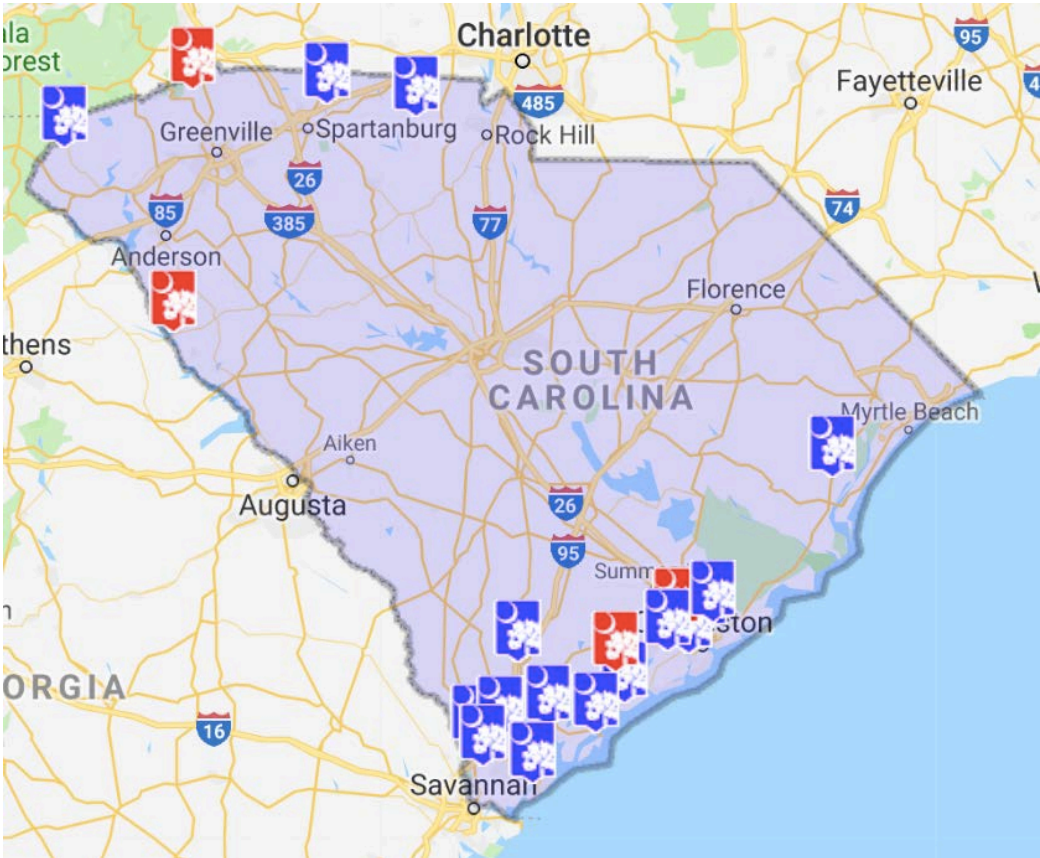 ala
orest
Charlotte
95
Fayetteville
485
4
Greenville
Spartanburg
Rock Hill
26
85
385
77
74
Anderson
Florence
thens
SOUTH
CAROLINA
Myrtle Beach
Aiken
Augusta
26
95
Summ
ston
ORGIA
16
Savannah